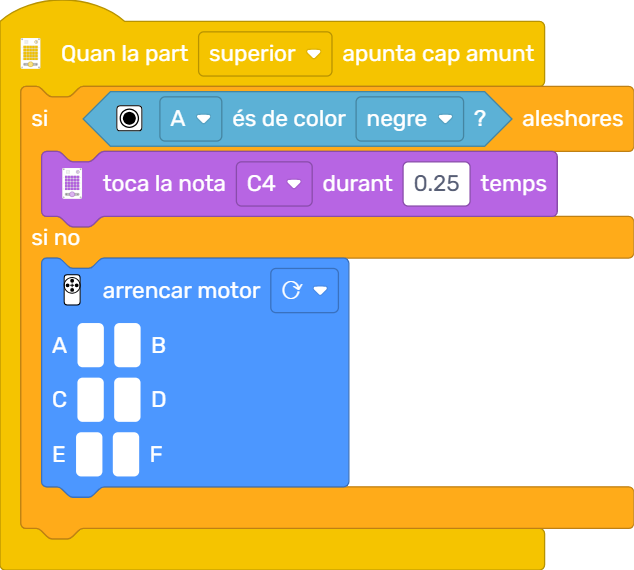 Quan la part superior apunta cap amunt
si A és de color negre ? aleshores
toca la nota C4 durant 0.25 temps
si no
arrencar motor
A B
C D
E F